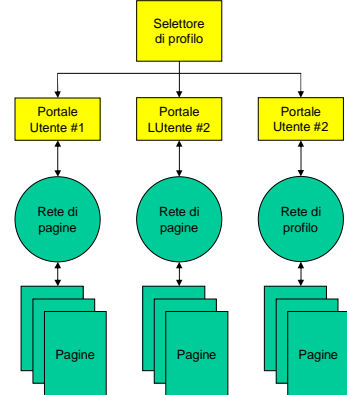 Selettore
di profilo
Portale
Utente #1
Portale
LUtente #2
Portale
Utente #2
Rete di
pagine
Rete di
pagine
Rete di
profilo
Pagine
Pagine
Pagine